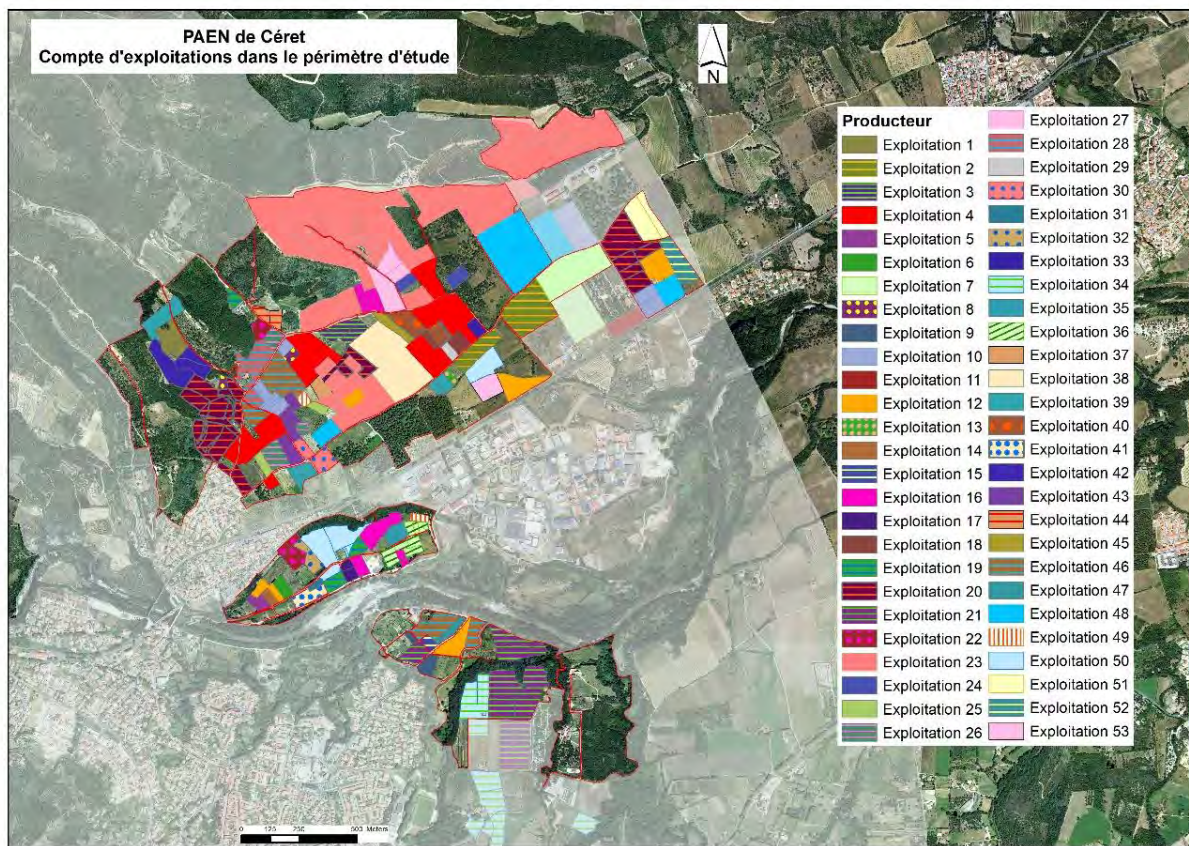 PAEN de Céret
Compte d'exploitations dans le périmètre d'étude
N
Producteur
Exploitation 1
Exploitation 2
Exploitation 3
Exploitation 4
Exploitation 5
Exploitation 6
Exploitation 7
Exploitation 8
Exploitation 9
Exploitation 10
Exploitation 11
Exploitation 12
Exploitation 13
Exploitation 14
Exploitation 15
Exploitation 16
Exploitation 17
Exploitation 18
Exploitation 19
Exploitation 20
Exploitation 21
Exploitation 22
Exploitation 23
Exploitation 24
Exploitation 25
Exploitation 26
Exploitation 27
Exploitation 28
Exploitation 29
Exploitation 30
Exploitation 31
Exploitation 32
Exploitation 33
Exploitation 34
Exploitation 35
Exploitation 36
Exploitation 37
Exploitation 38
Exploitation 39
Exploitation 40
Exploitation 41
Exploitation 42
Exploitation 43
Exploitation 44
Exploitation 45
Exploitation 46
Exploitation 47
Exploitation 48
Exploitation 49
Exploitation 50
Exploitation 51
Exploitation 52
Exploitation 53
0 125 250 500 Meters